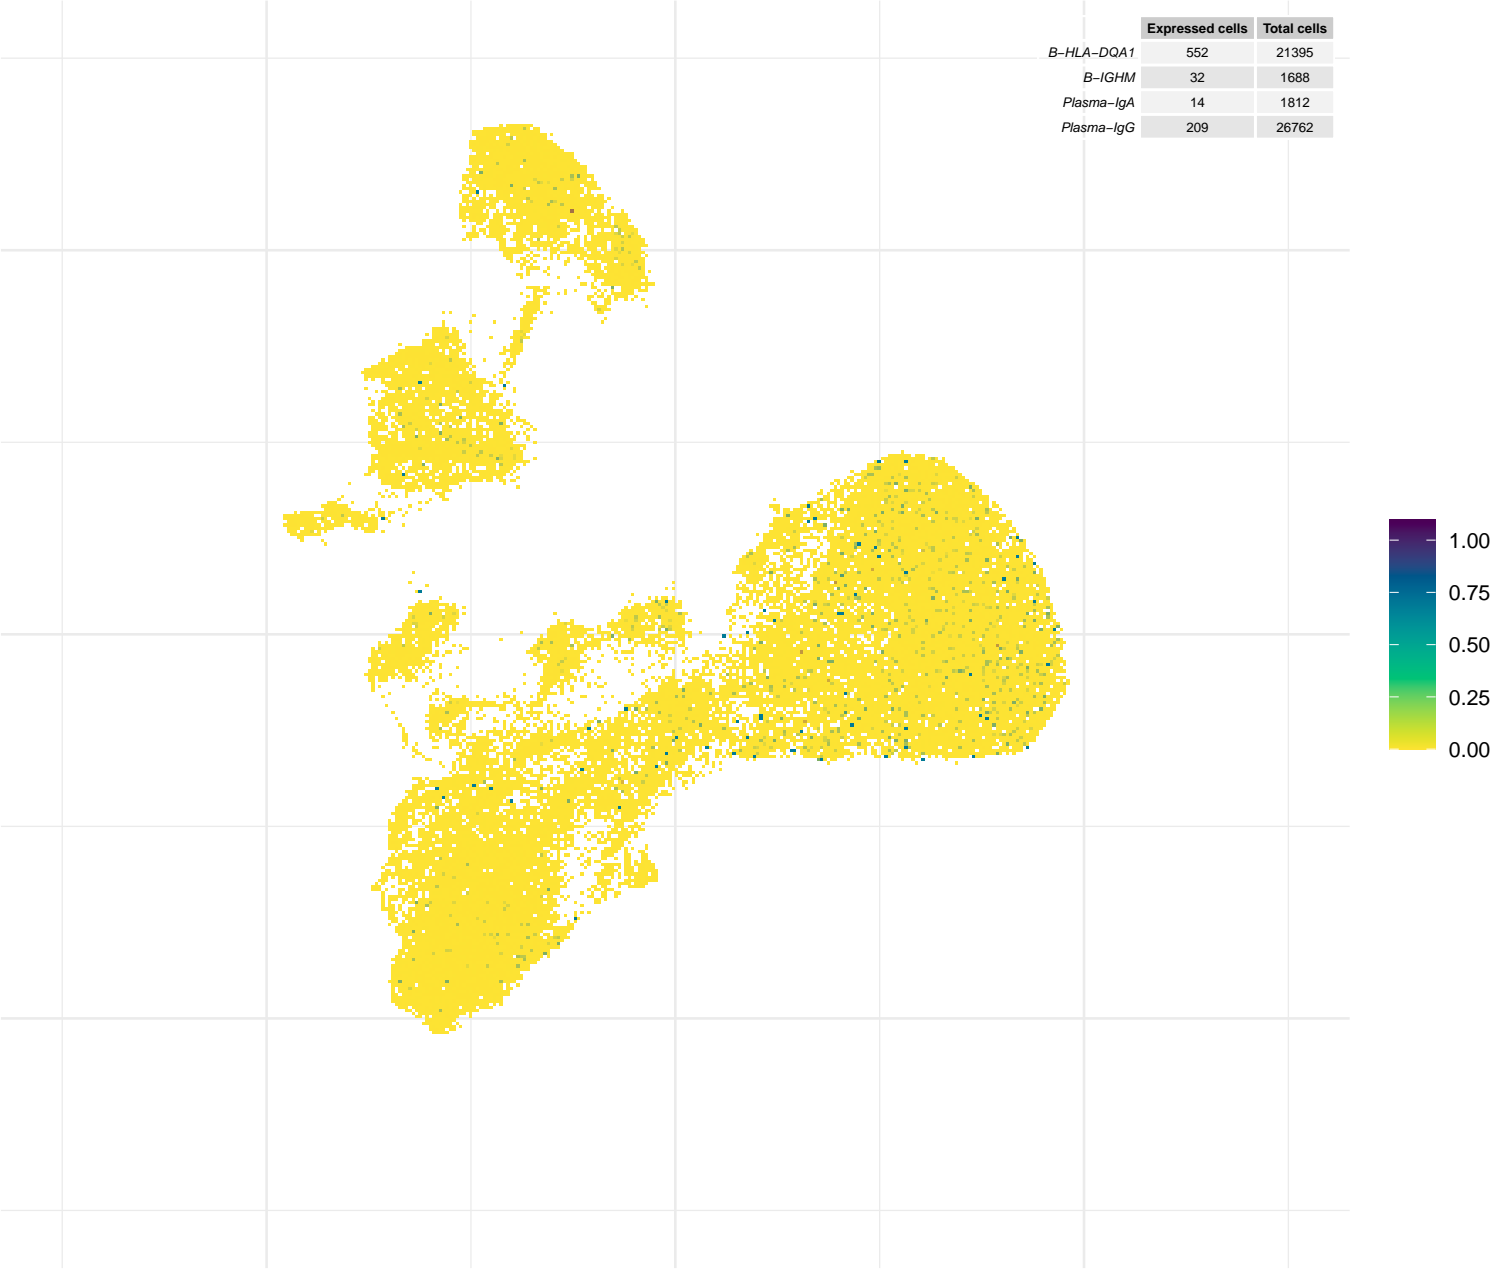 Expressed cells Total cells
B−HLA−DQA1 552 21395
B−IGHM 32 1688
Plasma−IgA 14 1812
Plasma−IgG 209 26762
1.00
0.75
0.50
0.25
0.00